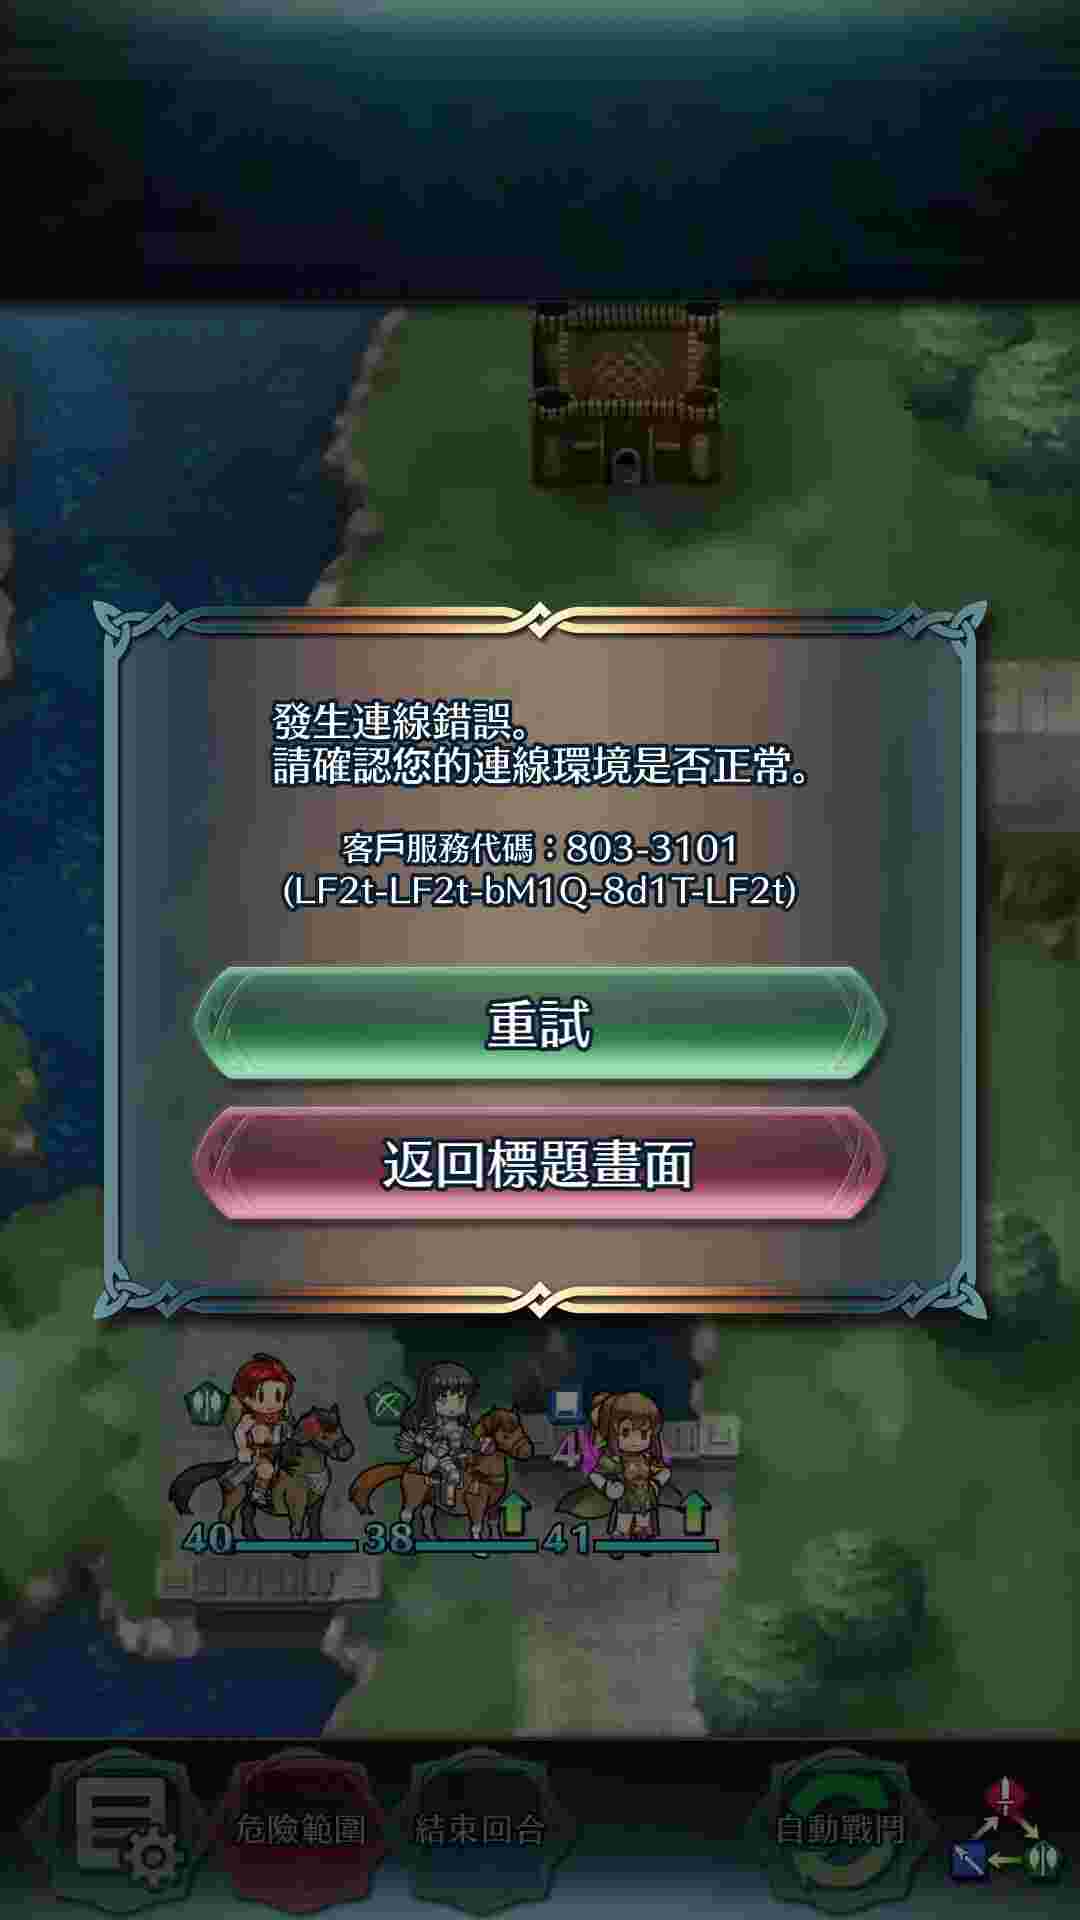 發生連線錯誤。
請確認您的連線環境是否正常。
客戶服務代碼：803-3101
(LF2t-LF2t-bM1Q-8d1T-LF2t)
重試
返回標題畫面
4
40
38
41
危險範圍
結束回合
自動戰鬥